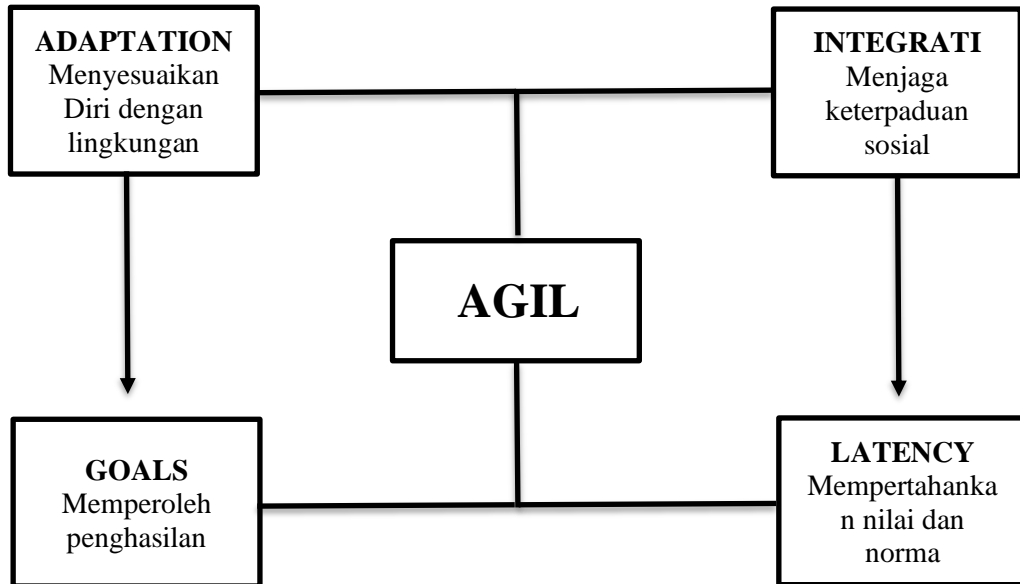 ADAPTATION
Menyesuaikan
Diri dengan
lingkungan
INTEGRATI
Menjaga
keterpaduan
sosial
AGIL
GOALS
Memperoleh
penghasilan
LATENCY
Mempertahanka
n nilai dan
norma